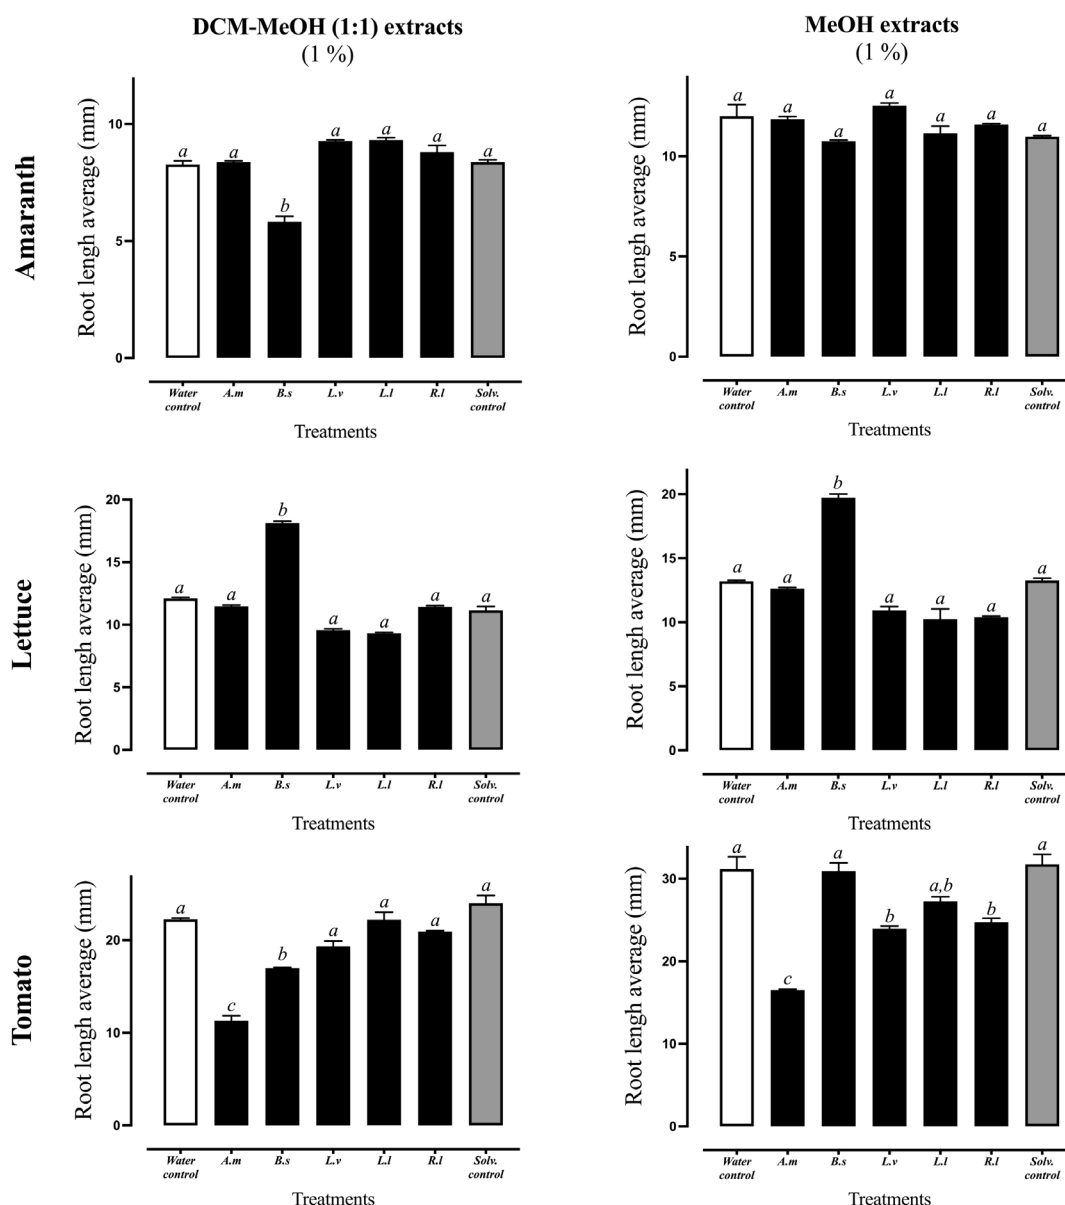 DCM-MeOH (1:1) extracts
(1 %)
MeOH extracts
(1 %)
Amaranth
Root lengh average (mm)
10
5
0
a
a
b
a
a
a
a
Water control
A.m
B.s
L.v
L.l
R.l
Solv. control
Treatments
Root lengh average (mm)
10
5
0
a
a
a
a
a
a
a
Water control
A.m
B.s
L.v
L.l
R.l
Solv. control
Treatments
Lettuce
Root lengh average (mm)
20
15
10
5
0
a
a
b
a
a
a
a
Water control
A.m
B.s
L.v
L.l
R.l
Solv. control
Treatments
Root lengh average (mm)
20
15
10
5
0
a
a
b
a
a
a
a
Water control
A.m
B.s
L.v
L.l
R.l
Solv. control
Treatments
Tomato
Root lengh average (mm)
20
10
0
a
c
b
a
a
a
a
Water control
A.m
B.s
L.v
L.l
R.l
Solv. control
Treatments
Root lengh average (mm)
30
20
10
0
a
c
a
b
a,b
b
a
Water control
A.m
B.s
L.v
L.l
R.l
Solv. control
Treatments